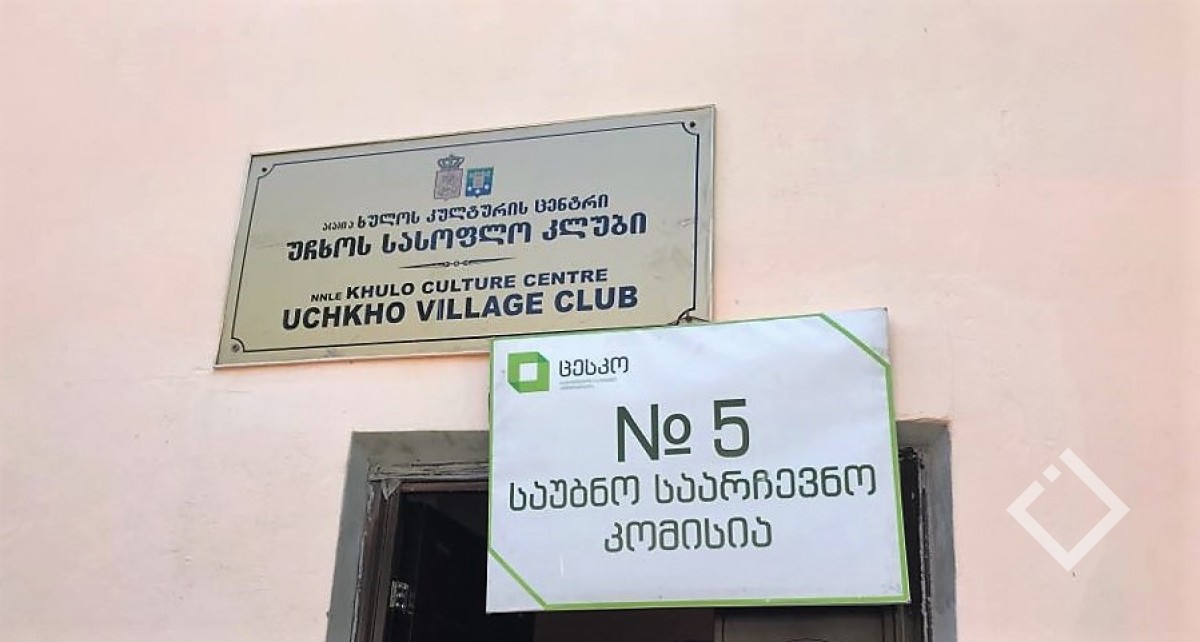 ა(ა)იპ ᲮᲣᲚᲝᲡ ᲙᲣᲚᲢᲣᲠᲘᲡ ᲪᲔᲜᲢᲠᲘ
ᲣᲩᲮᲝᲡ ᲡᲐᲡᲝᲤᲚᲝ ᲙᲚᲣᲑᲘ
NNLE KHULO CULTURE CENTRE
UCHKHO VILLAGE CLUB
ცესკო
№ 5
საუბნო საარჩევნო
კომისია